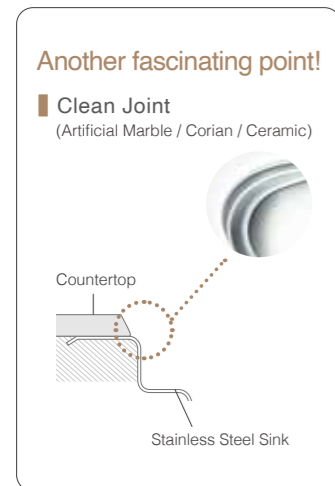 Another fascinating point!
Clean Joint
(Artificial Marble / Corian / Ceramic)
Countertop
Stainless Steel Sink